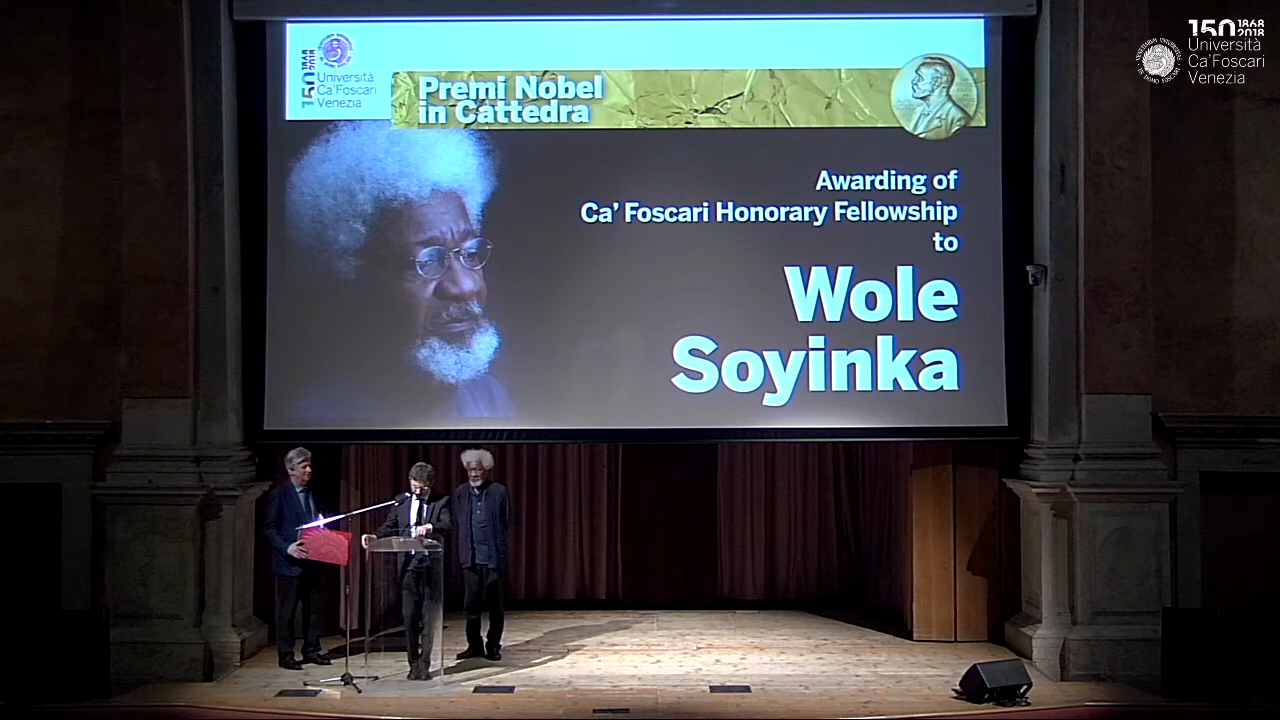 1868
2018
150
Università
Ca'Foscari
Venezia
Premi Nobel
in Cattedra
Awarding of
Ca' Foscari Honorary Fellowship
to
Wole
Soyinka
150 1868
2018
Università
Ca'Foscari
Venezia